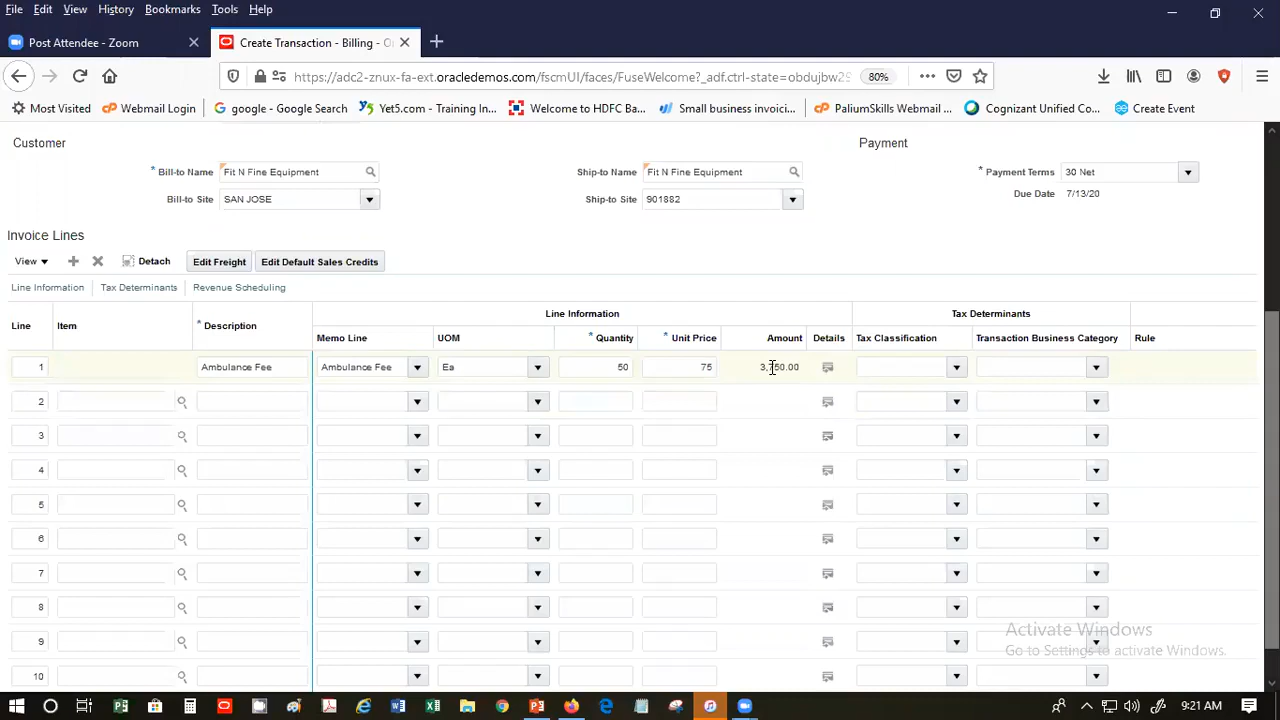 File Edit View History Bookmarks Tools Help
Post Attendee - Zoom Create Transaction - Billing - O
https://adc2-znux-fa-ext.oracledemos.com/fscmUI/faces/FuseWelcome?_adf.ctrl-state=obdujbw29 80%
Most Visited Webmail Login google - Google Search Yet5.com - Training In... Welcome to HDFC Ba... Small business invoici... PaliumSkills Webmail ... Cognizant Unified Co... Create Event
Customer Payment
* Bill-to Name Fit N Fine Equipment Ship-to Name Fit N Fine Equipment * Payment Terms 30 Net
Bill-to Site SAN JOSE Ship-to Site 901882 Due Date 7/13/20
Invoice Lines
View Detach Edit Freight Edit Default Sales Credits
Line Information Tax Determinants Revenue Scheduling
Line Information Tax Determinants
Line Item * Description Memo Line UOM * Quantity * Unit Price Amount Details Tax Classification Transaction Business Category Rule
1 Ambulance Fee Ambulance Fee Ea 50 75 3,750.00
2
3
4
5
6
7
8
9
10
Activate Windows
Go to Settings to activate Windows.
9:21 AM